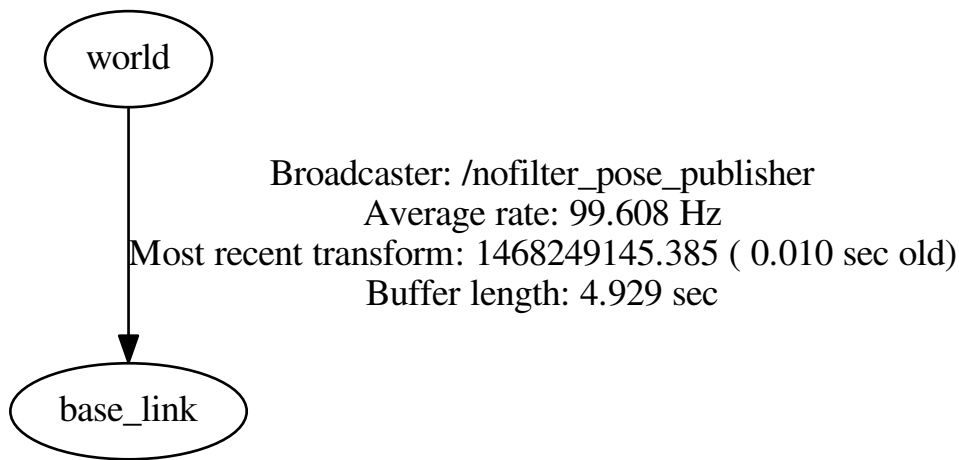 world
Broadcaster: /nofilter_pose_publisher
Average rate: 99.608 Hz
Most recent transform: 1468249145.385 ( 0.010 sec old)
Buffer length: 4.929 sec
base_link